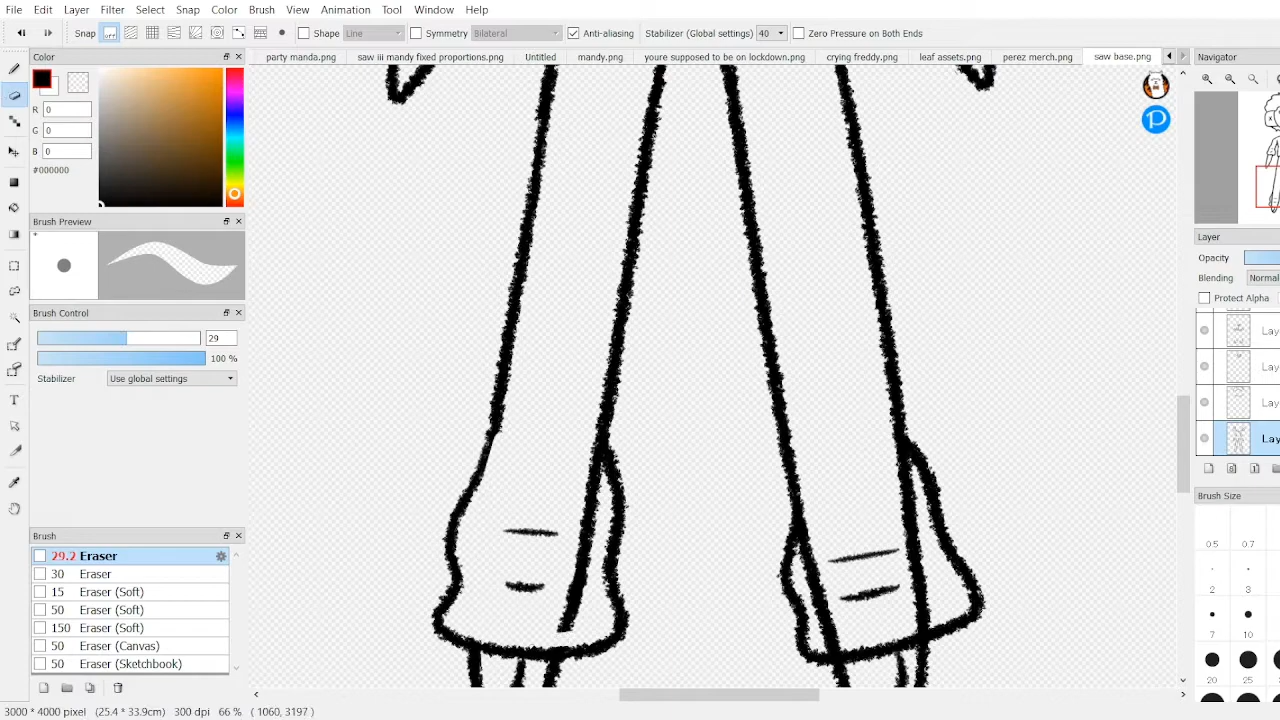 File Edit Layer Filter Select Snap Color Brush View Animation Tool Window Help
Snap off Shape Line Symmetry Bilateral Anti-aliasing Stabilizer (Global settings) 40 Zero Pressure on Both Ends
Color
party manda.png saw iii mandy fixed proportions.png Untitled mandy.png youre supposed to be on lockdown.png crying freddy.png leaf assets.png perez merch.png saw base.png
Navigator
R 0
G 0
B 0
#000000
Brush Preview
Layer
Opacity
Blending Normal
Protect Alpha
Brush Control
29
100 %
Stabilizer Use global settings
Lay
Lay
Lay
Lay
Brush Size
0.5 0.7
2 3
7 10
20 25
Brush
29.2 Eraser
30 Eraser
15 Eraser (Soft)
50 Eraser (Soft)
150 Eraser (Soft)
50 Eraser (Canvas)
50 Eraser (Sketchbook)
3000 * 4000 pixel (25.4 * 33.9cm) 300 dpi 66 % ( 1060, 3197 )